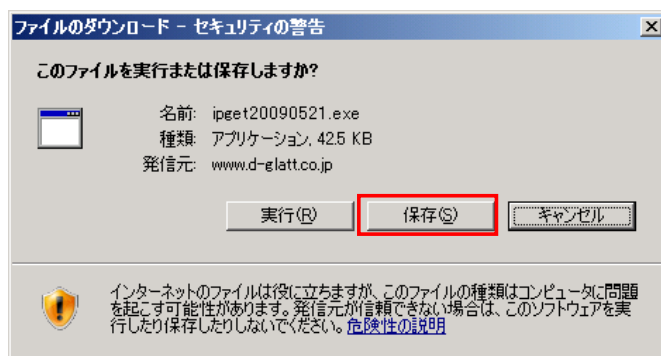 ファイルのダウンロード - セキュリティの警告
このファイルを実行または保存しますか?
名前: ipget20090521.exe
種類: アプリケーション, 42.5 KB
発信元: www.d-glatt.co.jp
実行(R) 保存(S) キャンセル
インターネットのファイルは役に立ちますが、このファイルの種類はコンピュータに問題
を起こす可能性があります。発信元が信頼できない場合は、このソフトウェアを実
行したり保存したりしないでください。危険性の説明